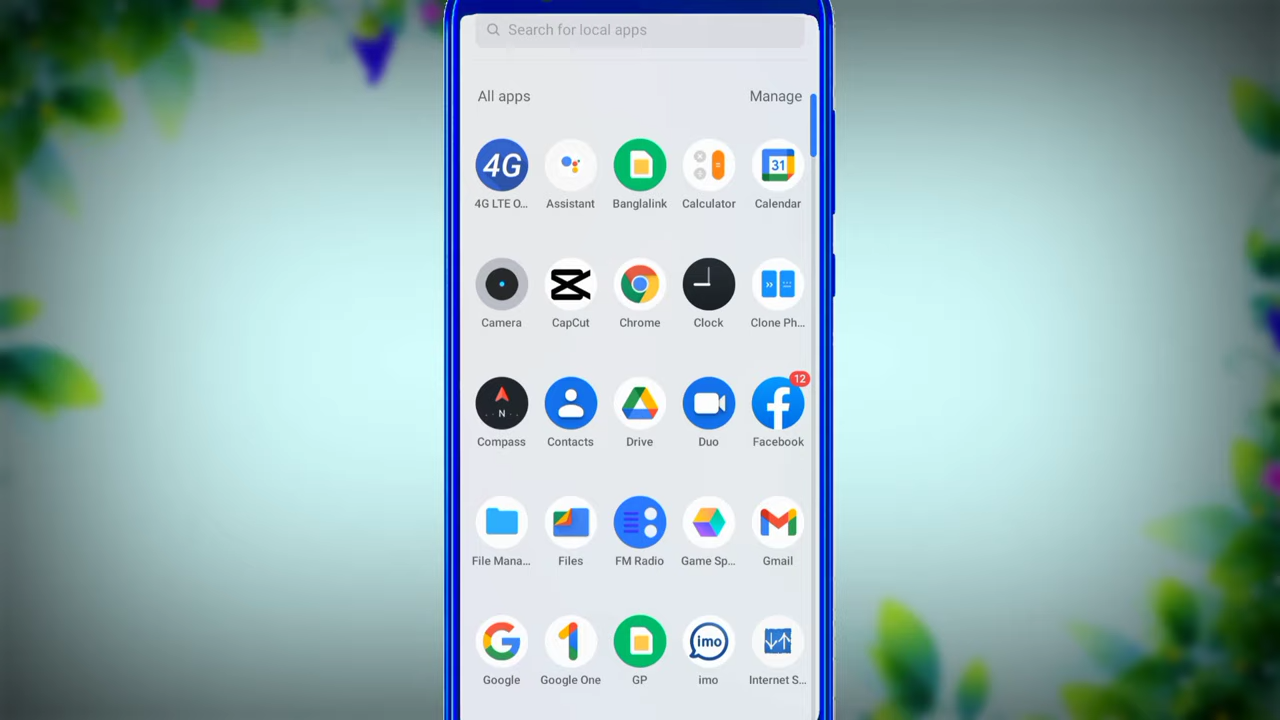 Search for local apps
All apps
Manage
4G
31
4G LTE O...
Assistant
Banglalink
Calculator
Calendar
Camera
CapCut
Chrome
Clock
Clone Ph...
N
12
Compass
Contacts
Drive
Duo
Facebook
File Mana...
Files
FM Radio
Game Sp...
Gmail
imo
Google
Google One
GP
imo
Internet S...